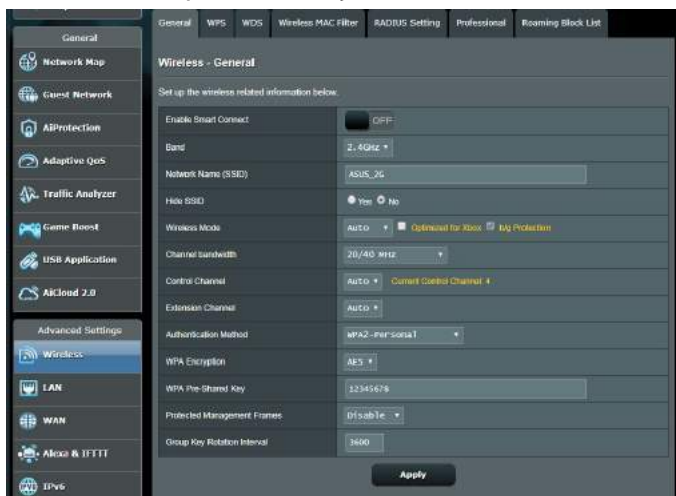 General
Network Map
Guest Network
AiProtection
Adaptive QoS
Traffic Analyzer
Game Boost
USB Application
AiCloud 2.0
Advanced Settings
Wireless
LAN
WAN
Alexa & IFTTT
IPv6
General WPS WDS Wireless MAC Filter RADIUS Setting Professional Roaming Block List
Wireless - General
Set up the wireless related information below.
Enable Smart Connect OFF
Band 2.4GHz
Network Name (SSID) ASUS_2G
Hide SSID Yes No
Wireless Mode Auto Optimized for Xbox b/g Protection
Channel bandwidth 20/40 MHz
Control Channel Auto Current Control Channel: 4
Extension Channel Auto
Authentication Method WPA2-Personal
WPA Encryption AES
WPA Pre-Shared Key 12345678
Protected Management Frames Disable
Group Key Rotation Interval 3600
Apply